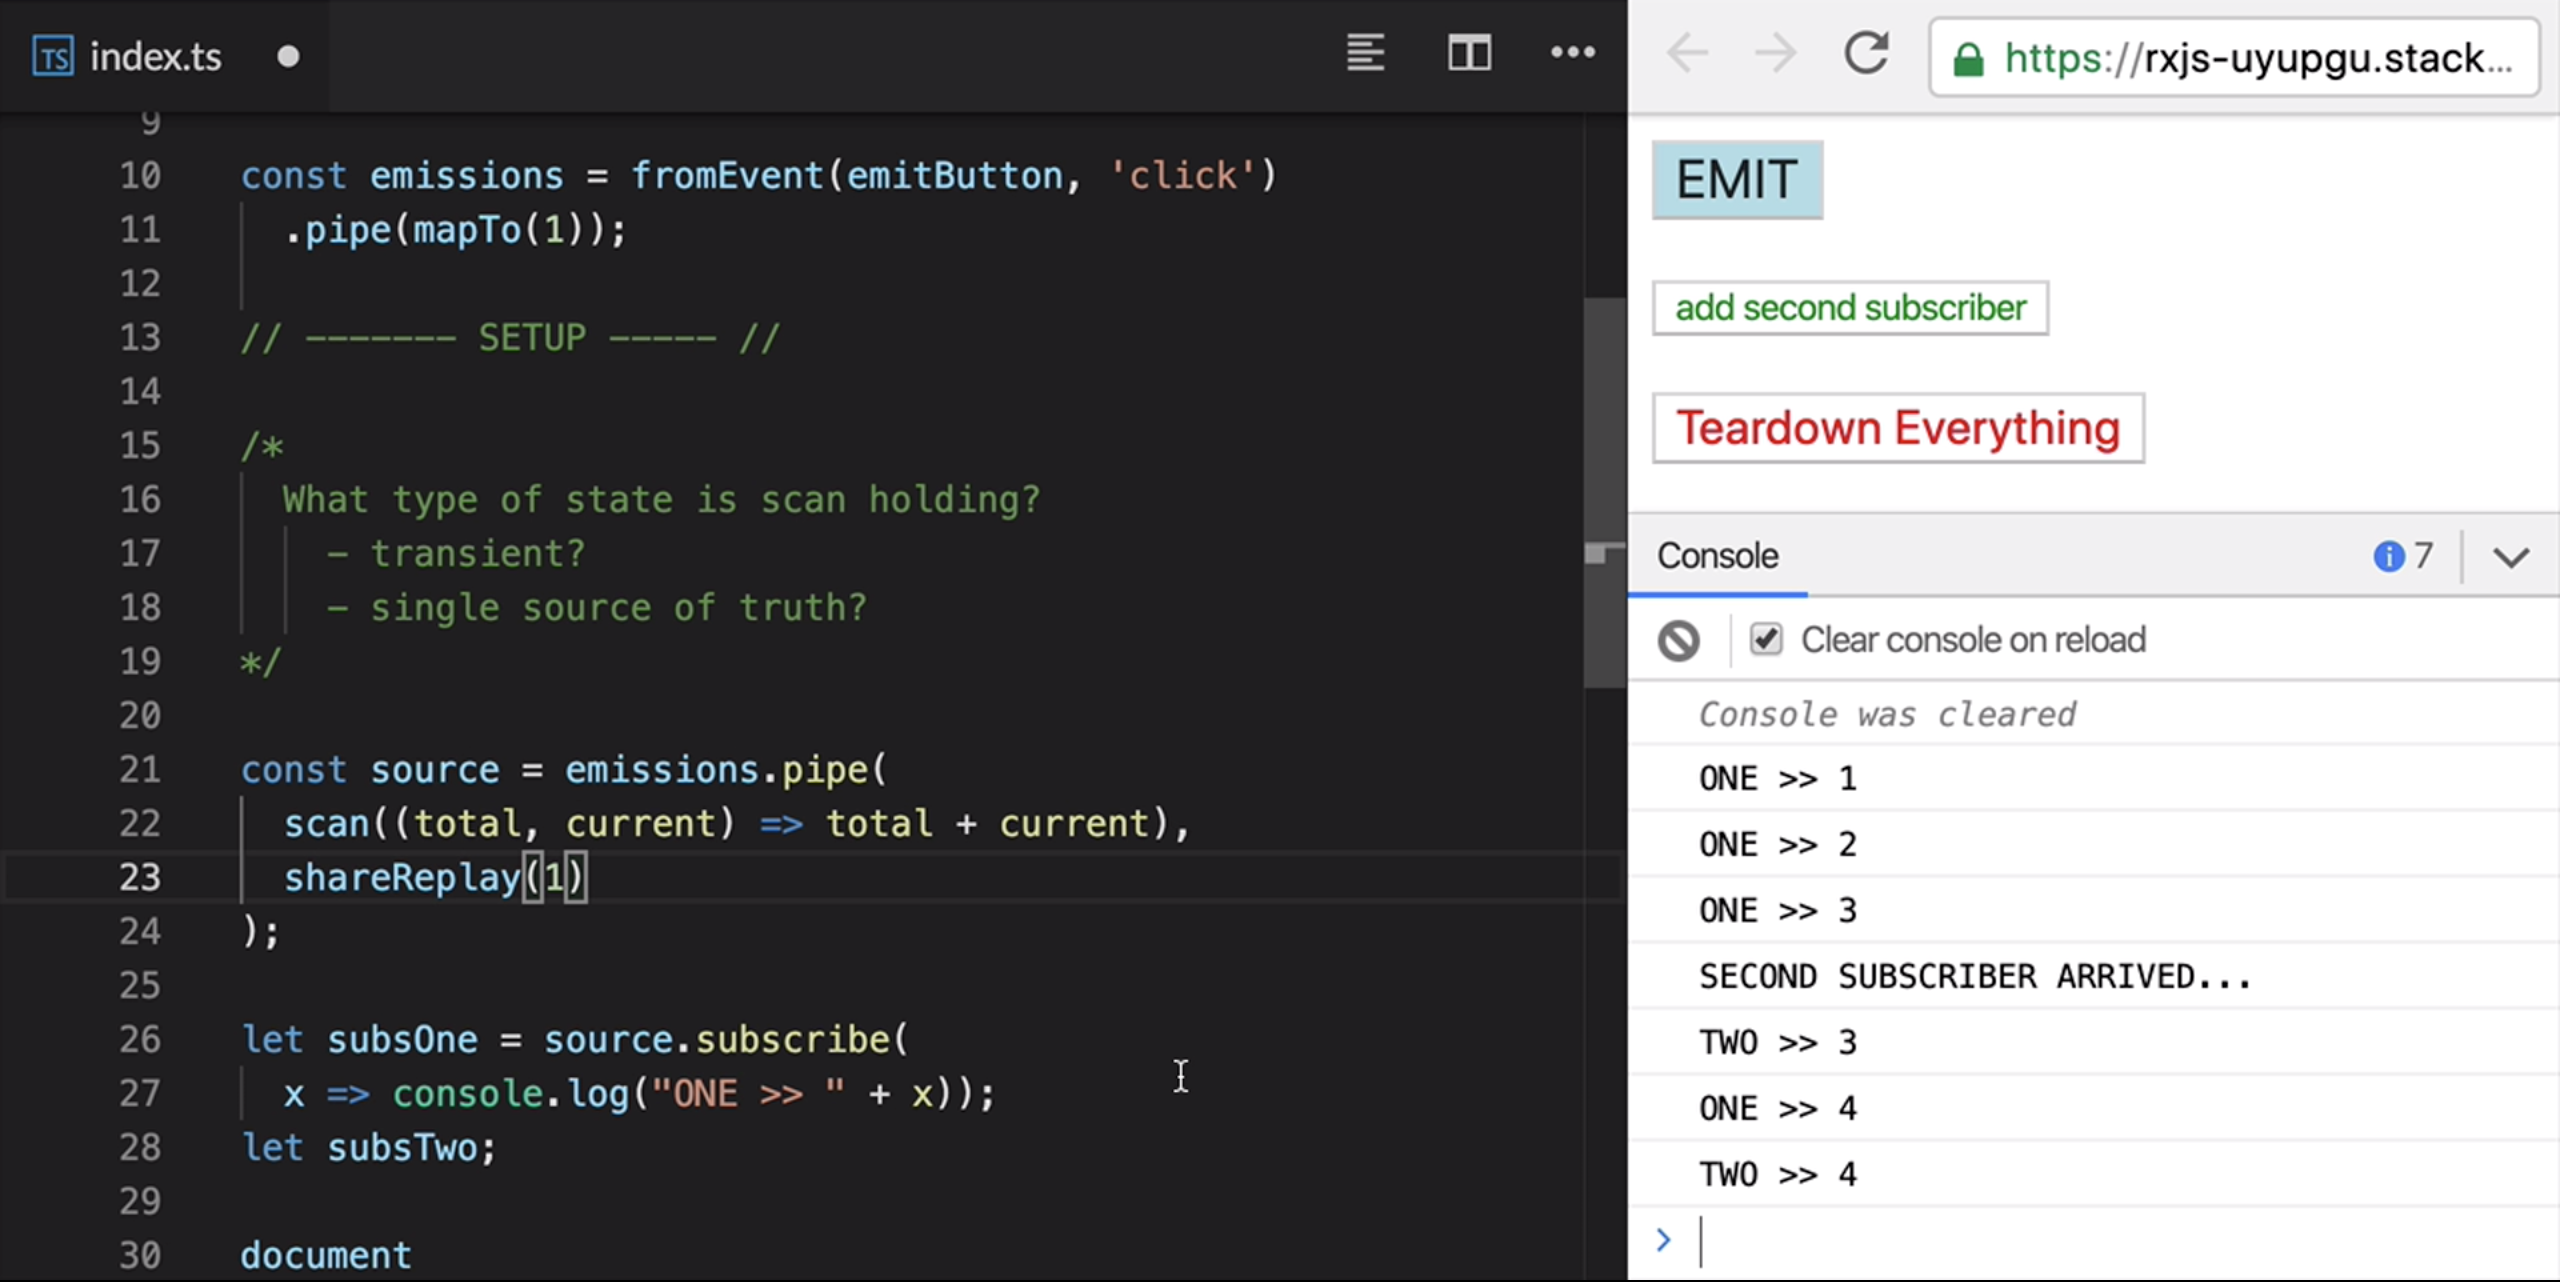 TS index.ts
9
10 const emissions = fromEvent(emitButton, 'click')
11 .pipe(mapTo(1));
12
13 // ------- SETUP ----- //
14
15 /*
16 What type of state is scan holding?
17 - transient?
18 - single source of truth?
19 */
20
21 const source = emissions.pipe(
22 scan((total, current) => total + current),
23 shareReplay(1)
24 );
25
26 let subsOne = source.subscribe(
27 x => console.log("ONE >> " + x));
28 let subsTwo;
29
30 document
https://rxjs-uyupgu.stack...
EMIT
add second subscriber
Teardown Everything
Console
7
Clear console on reload
Console was cleared
ONE >> 1
ONE >> 2
ONE >> 3
SECOND SUBSCRIBER ARRIVED...
TWO >> 3
ONE >> 4
TWO >> 4
>